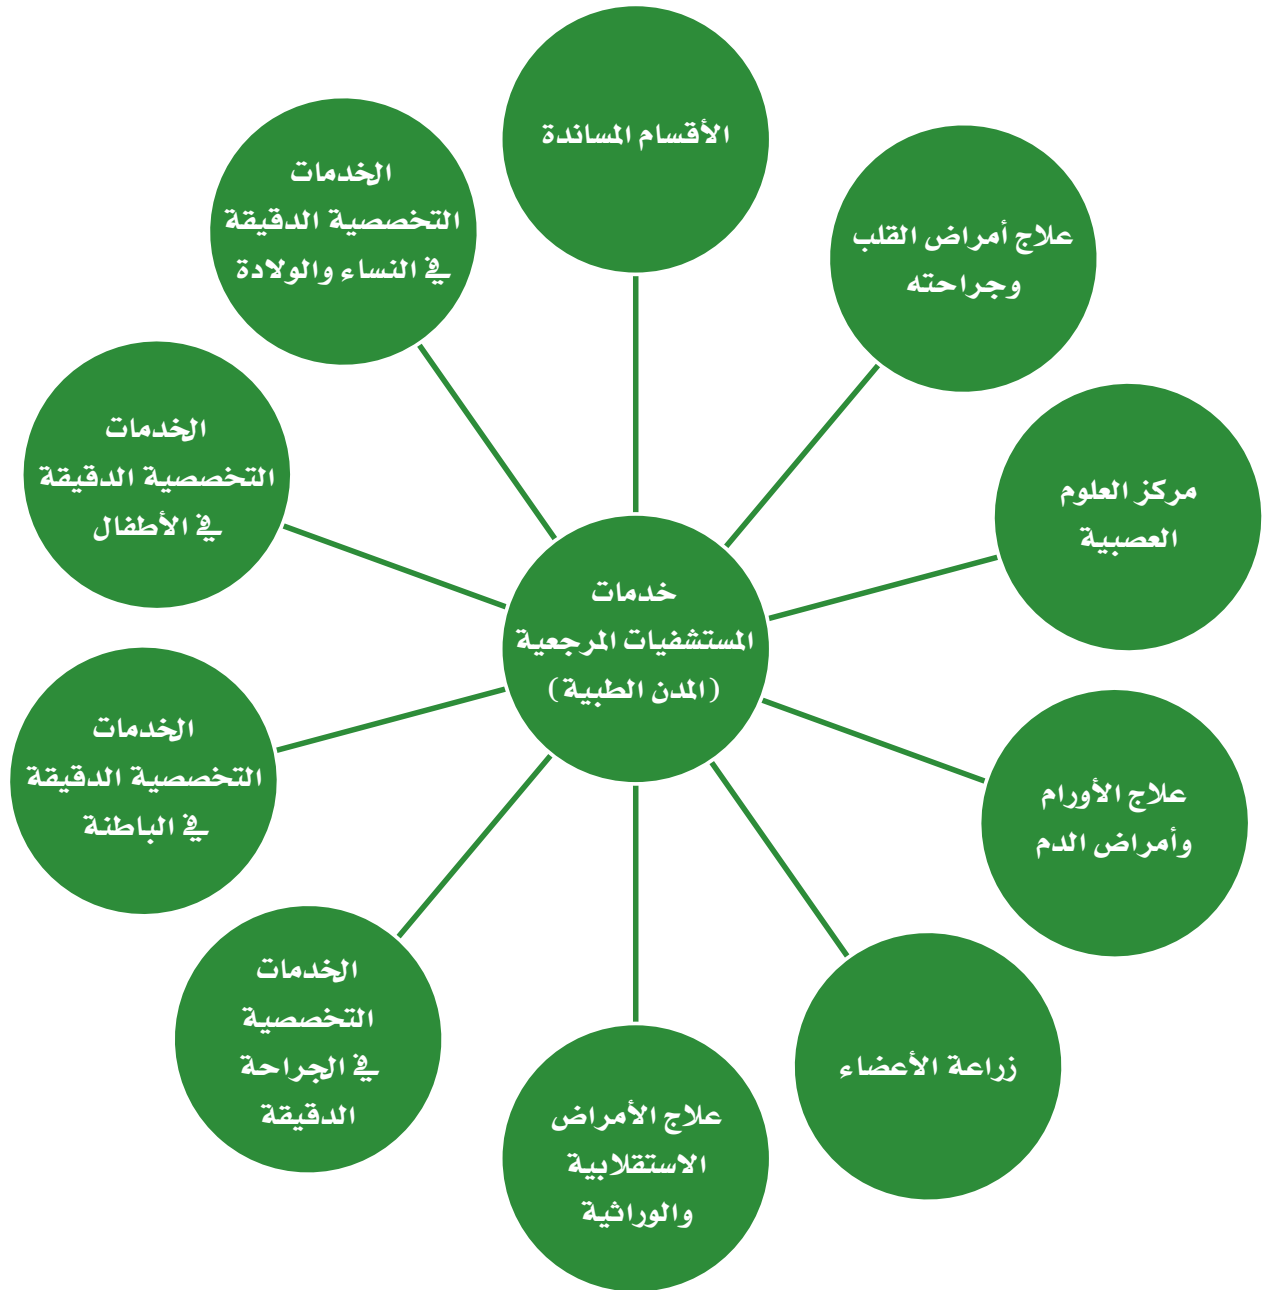 الأقسام المساندة
علاج أمراض القلب
وجراحته
مركز العلوم
العصبية
علاج الأورام
وأمراض الدم
زراعة الأعضاء
علاج الأمراض
الاستقلابية
والوراثية
الخدمات
التخصصية
في الجراحة
الدقيقة
الخدمات
التخصصية الدقيقة
في الباطنة
الخدمات
التخصصية الدقيقة
في الأطفال
الخدمات
التخصصية الدقيقة
في النساء والولادة
خدمات
المستشفيات المرجعية
(المدن الطبية)